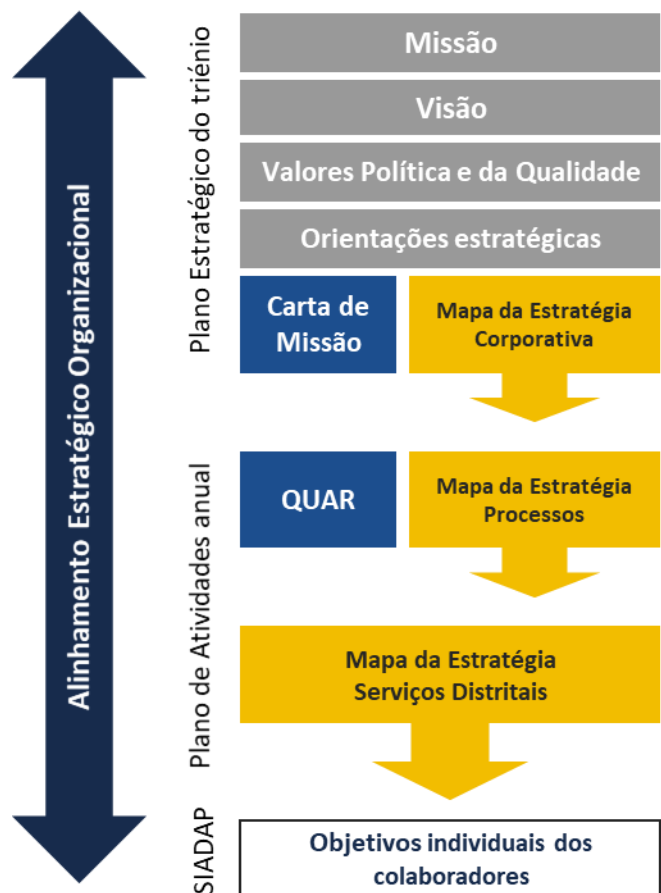 Alinhamento Estratégico Organizacional
Plano Estratégico do triénio
Missão
Visão
Valores Política e da Qualidade
Orientações estratégicas
Carta de
Missão
Mapa da Estratégia
Corporativa
Plano de Atividades anual
QUAR
Mapa da Estratégia
Processos
Mapa da Estratégia
Serviços Distritais
SIADAP
Objetivos individuais dos
colaboradores